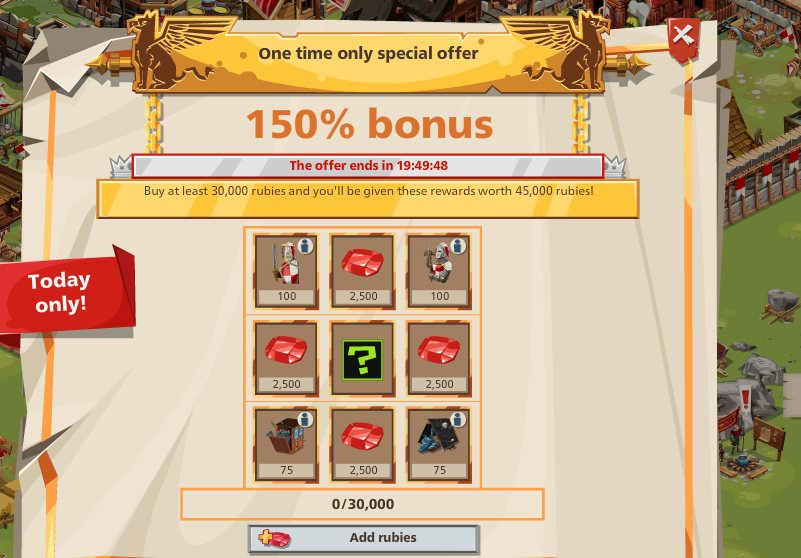 One time only special offer
150% bonus
The offer ends in 19:49:48
Buy at least 30,000 rubies and you'll be given these rewards worth 45,000 rubies!
Today
only!
100
2,500
100
2,500
?
2,500
75
2,500
75
0/30,000
Add rubies